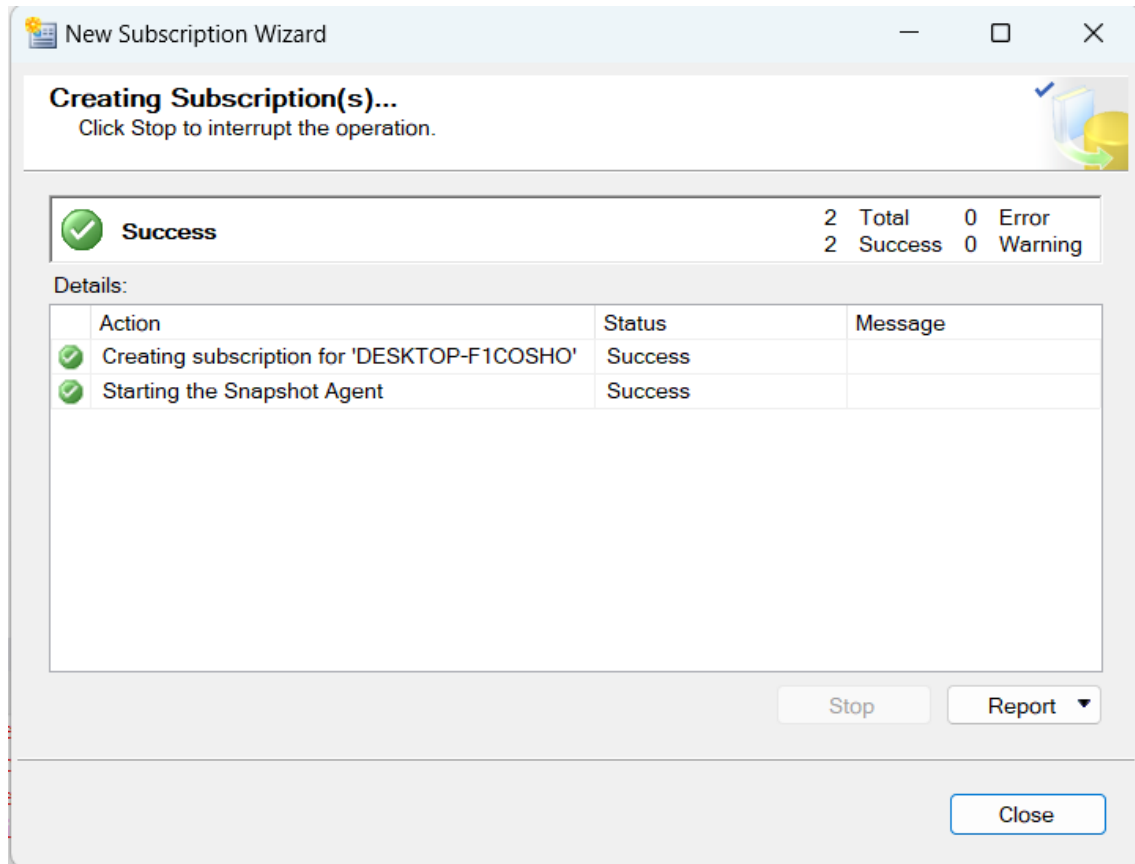 New Subscription Wizard
Creating Subscription(s)...
Click Stop to interrupt the operation.
Success 2 Total 0 Error
2 Success 0 Warning
Details:
Action Status Message
Creating subscription for 'DESKTOP-F1COSHO' Success
Starting the Snapshot Agent Success
Stop Report
Close